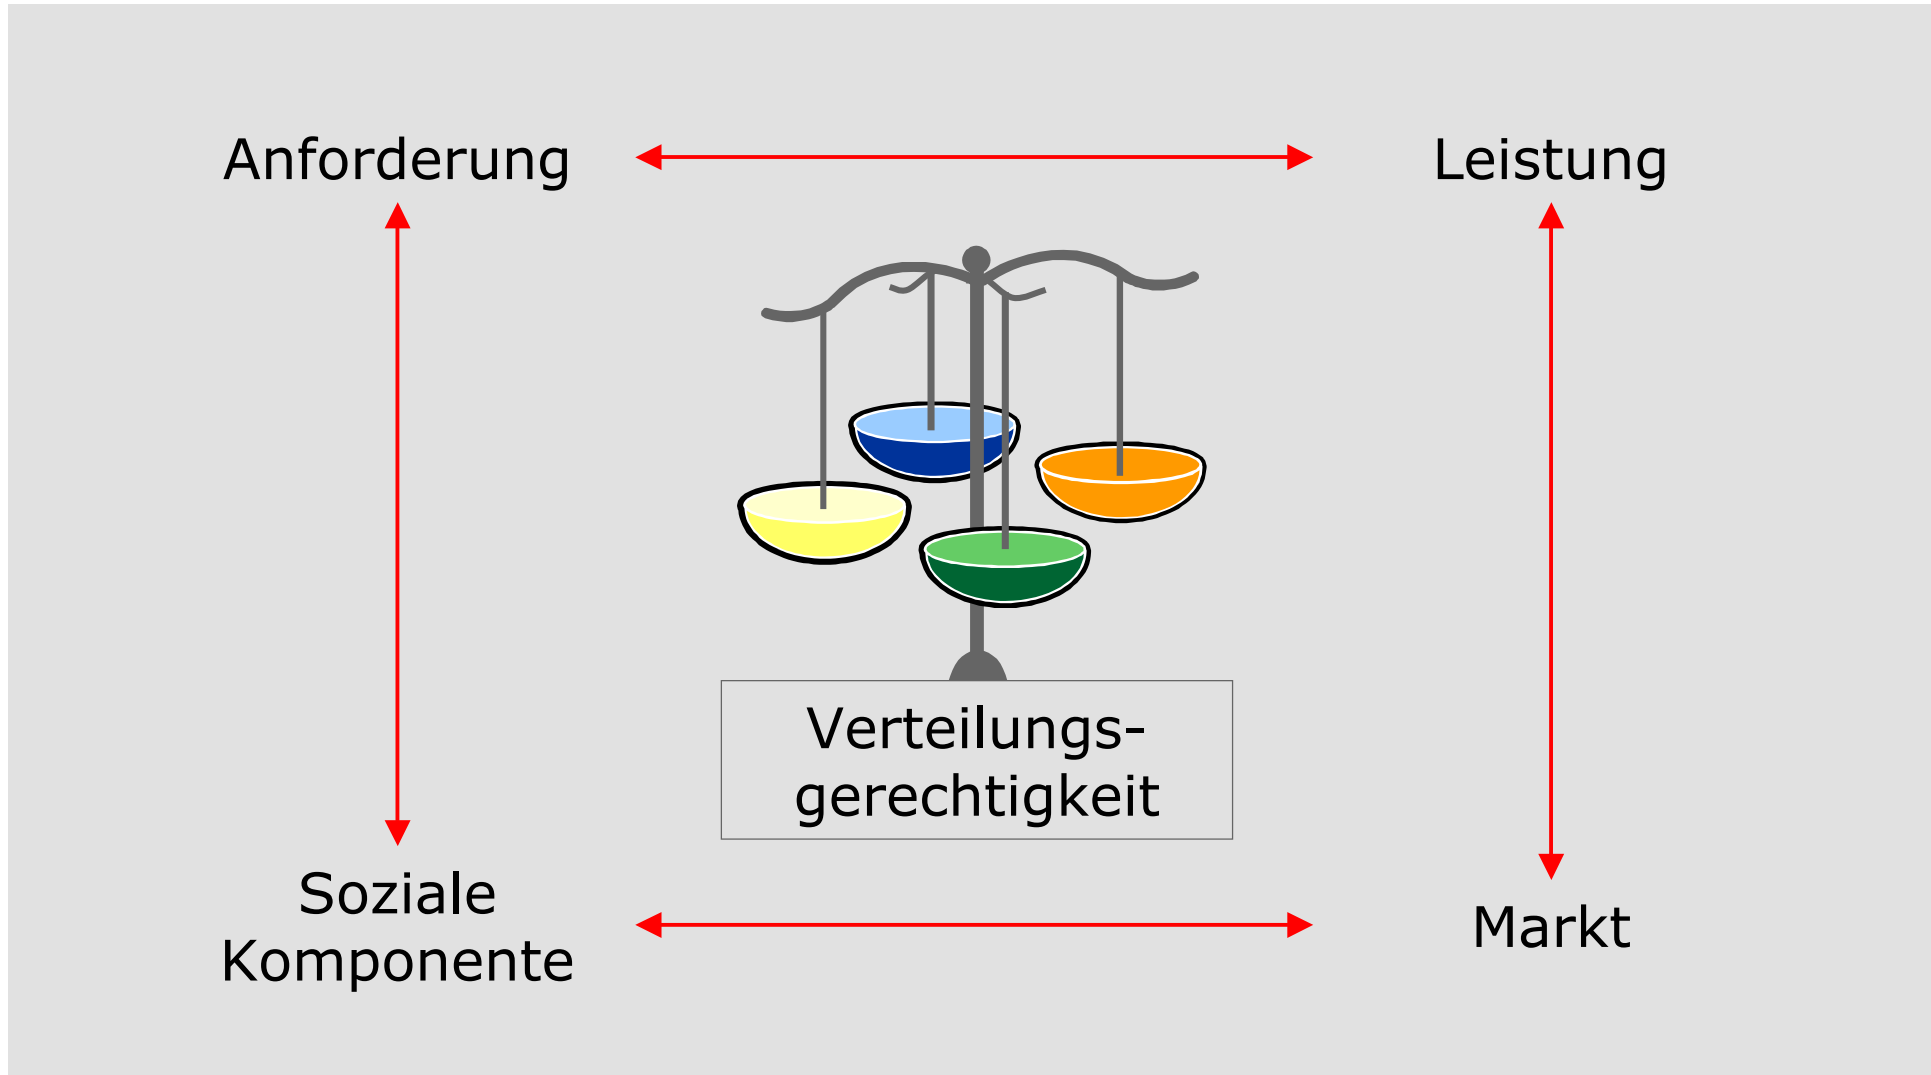 Anforderung
Leistung
Verteilungs-
gerechtigkeit
Soziale
Komponente
Markt